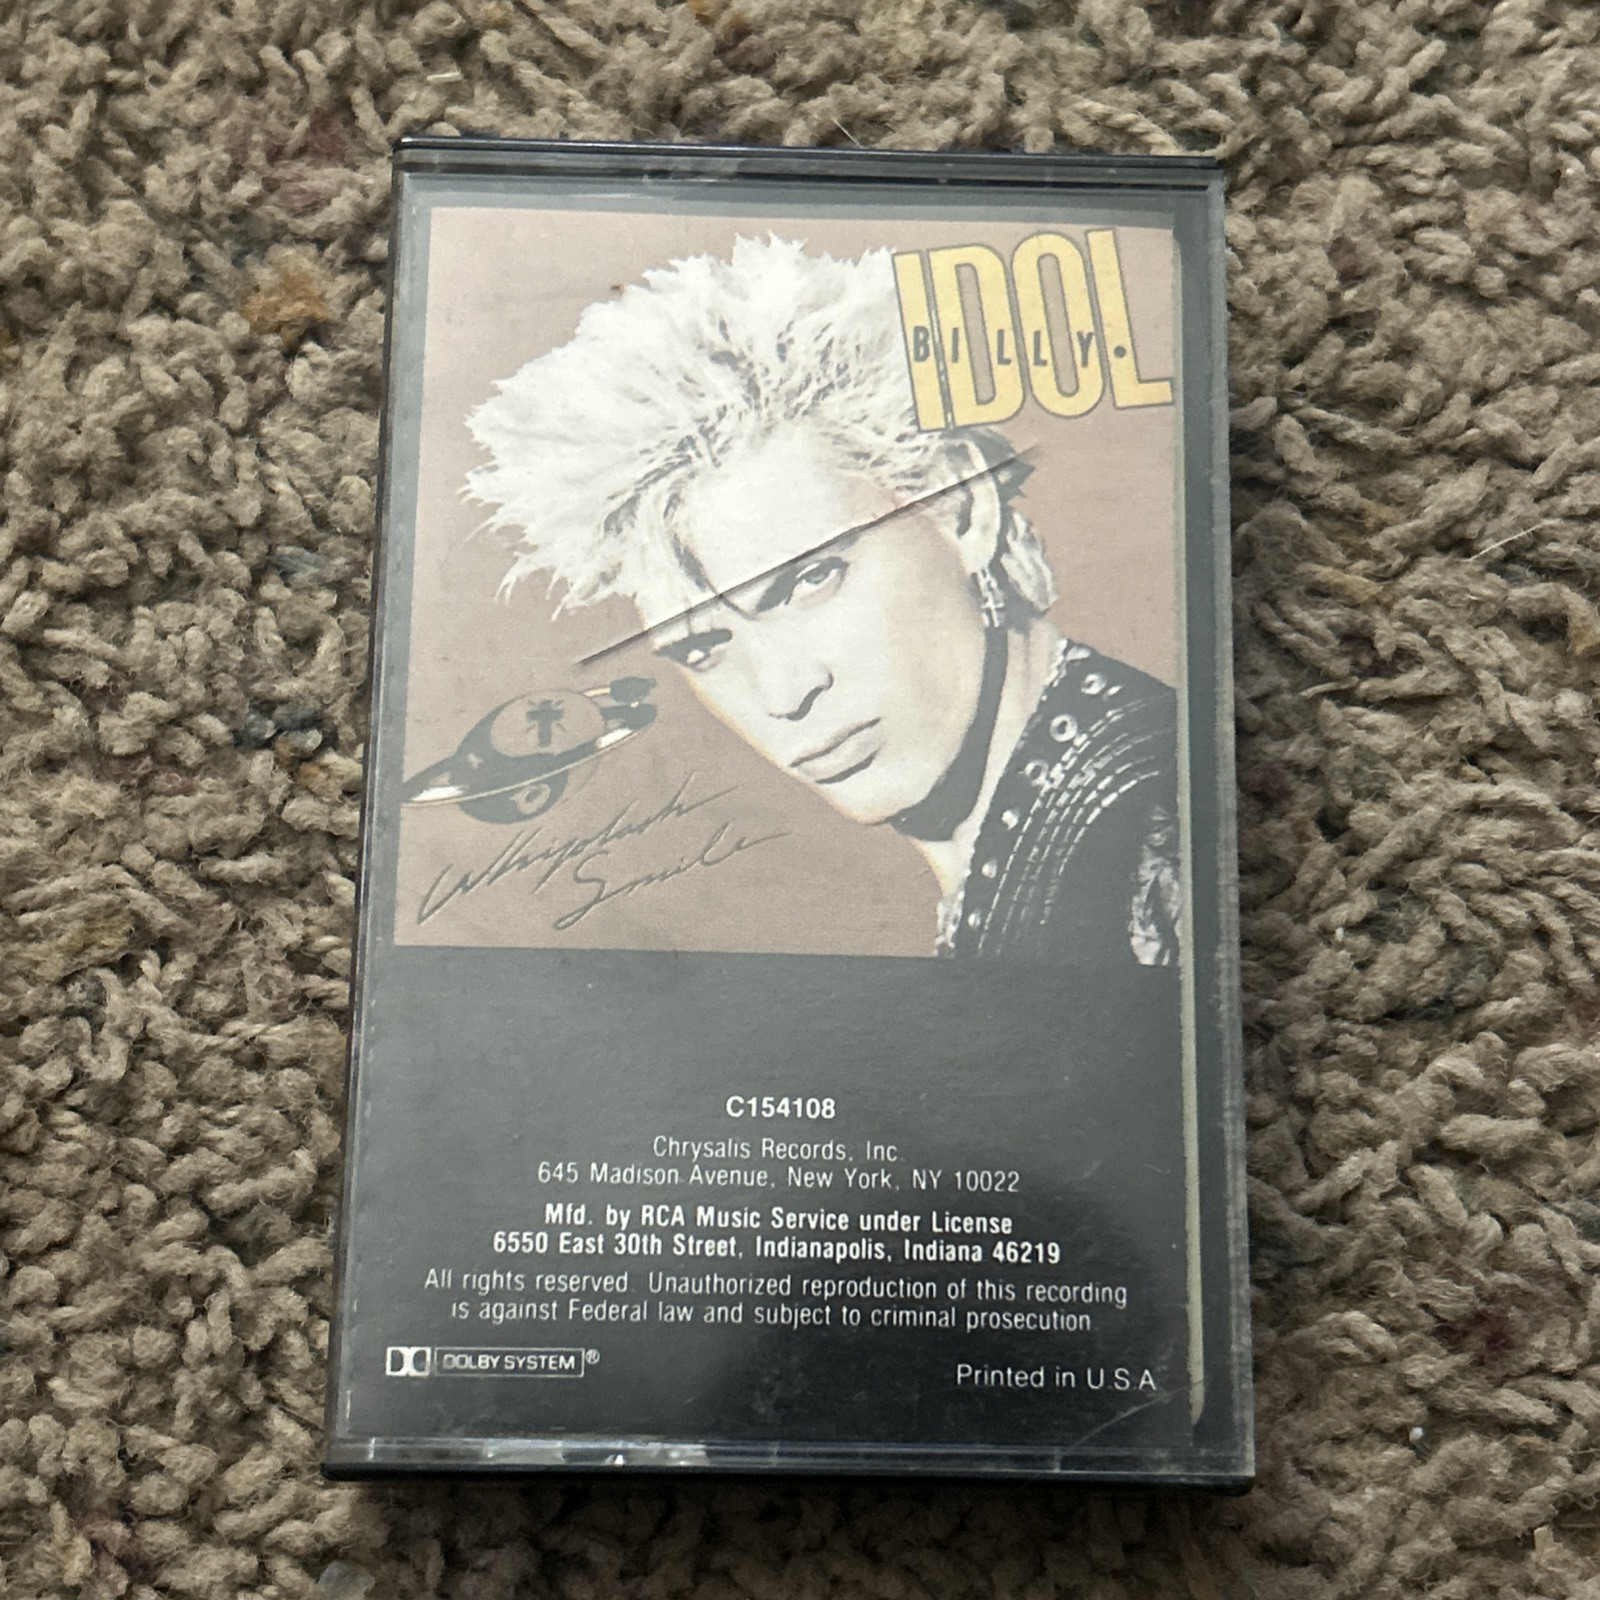 IDOL
BILLY•
Whiplash
Smile
C154108
Chrysalis Records, Inc.
645 Madison Avenue, New York, NY 10022
Mfd. by RCA Music Service under License
6550 East 30th Street, Indianapolis, Indiana 46219
All rights reserved. Unauthorized reproduction of this recording
is against Federal law and subject to criminal prosecution.
DOLBY SYSTEM®
Printed in U.S.A